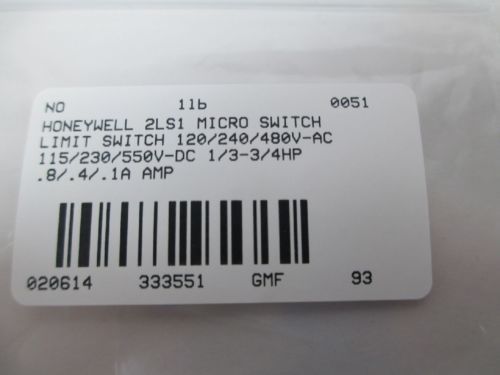 NO 1lb 0051
HONEYWELL 2LS1 MICRO SWITCH
LIMIT SWITCH 120/240/480V-AC
115/230/550V-DC 1/3-3/4HP
.8/.4/.1A AMP
020614 333551 GMF 93